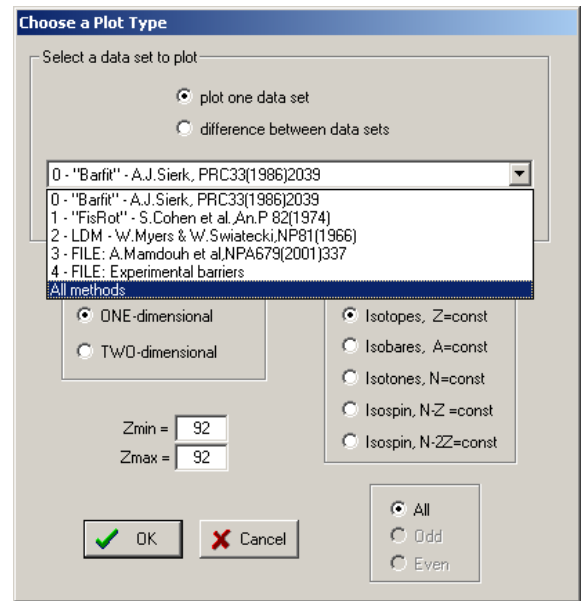 Choose a Plot Type
Select a data set to plot
plot one data set
difference between data sets
0 - "Barfit" - A.J.Sierk, PRC33(1986)2039
0 - "Barfit" - A.J.Sierk, PRC33(1986)2039
1 - "FisRot" - S.Cohen et al.,An.P 82(1974)
2 - LDM - W.Myers & W.Swiatecki,NP81(1966)
3 - FILE: A.Mamdouh et al,NPA679(2001)337
4 - FILE: Experimental barriers
All methods
ONE-dimensional
TWO-dimensional
Isotopes, Z=const
Isobares, A=const
Isotones, N=const
Isospin, N-Z =const
Isospin, N-2Z=const
Zmin = 92
Zmax = 92
All
Odd
Even
OK
Cancel